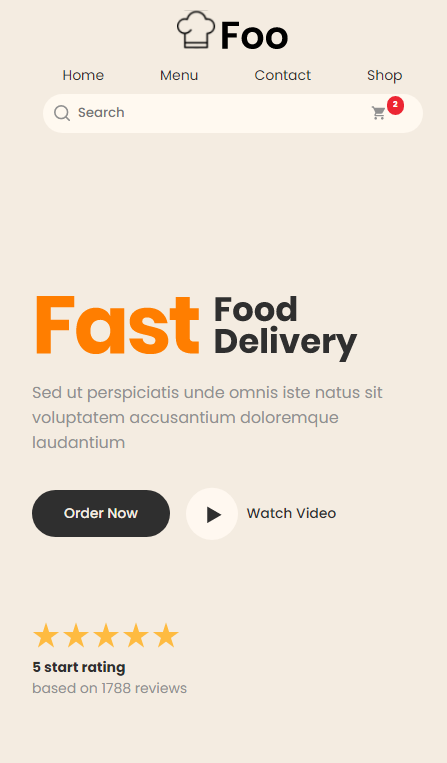 Foo
Home Menu Contact Shop
Search 2
Fast Food
Delivery
Sed ut perspiciatis unde omnis iste natus sit
voluptatem accusantium doloremque
laudantium
Order Now Watch Video
5 start rating
based on 1788 reviews